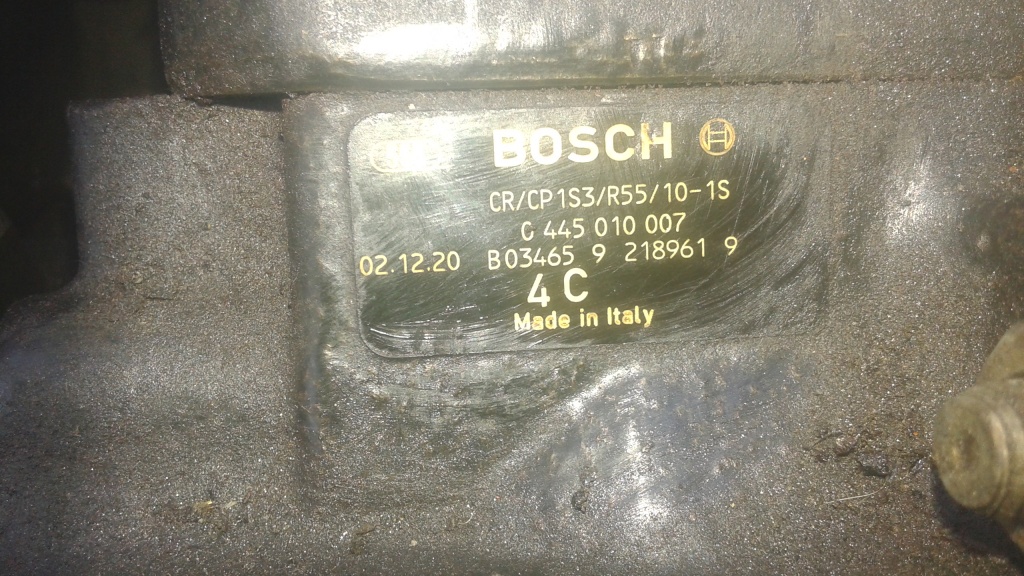 BOSCH
CR/CP1S3/R55/10-1S
0 445 010 007
02.12.20 B03465 9 218961 9
4 C
Made in Italy